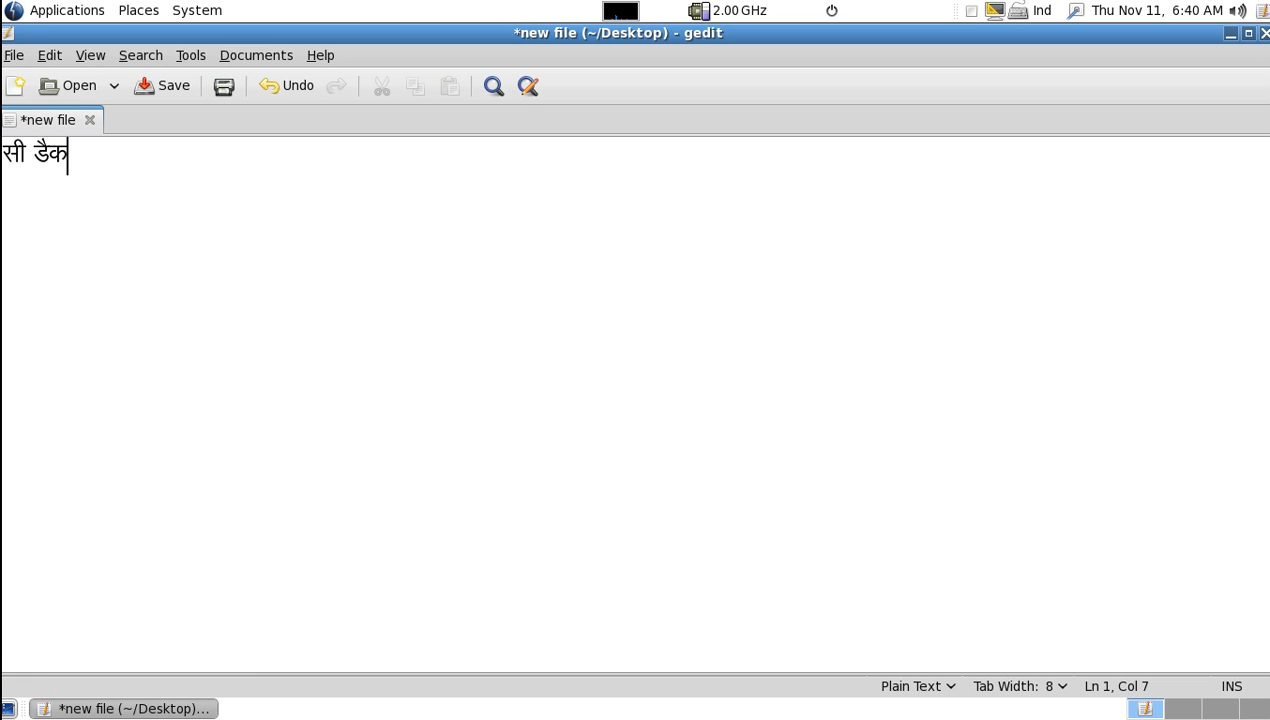 Applications Places System 2.00 GHz Ind Thu Nov 11, 6:40 AM
*new file (~/Desktop) - gedit
File Edit View Search Tools Documents Help
Open Save Undo
*new file
सी डैक
Plain Text Tab Width: 8 Ln 1, Col 7 INS
*new file (~/Desktop)...